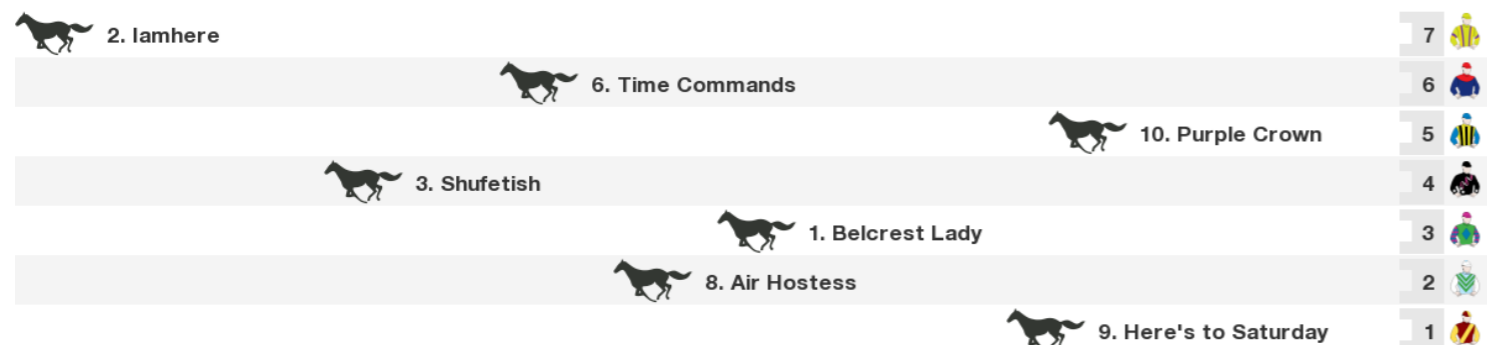 2. Iamhere 7
6. Time Commands 6
10. Purple Crown 5
3. Shufetish 4
1. Belcrest Lady 3
8. Air Hostess 2
9. Here's to Saturday 1